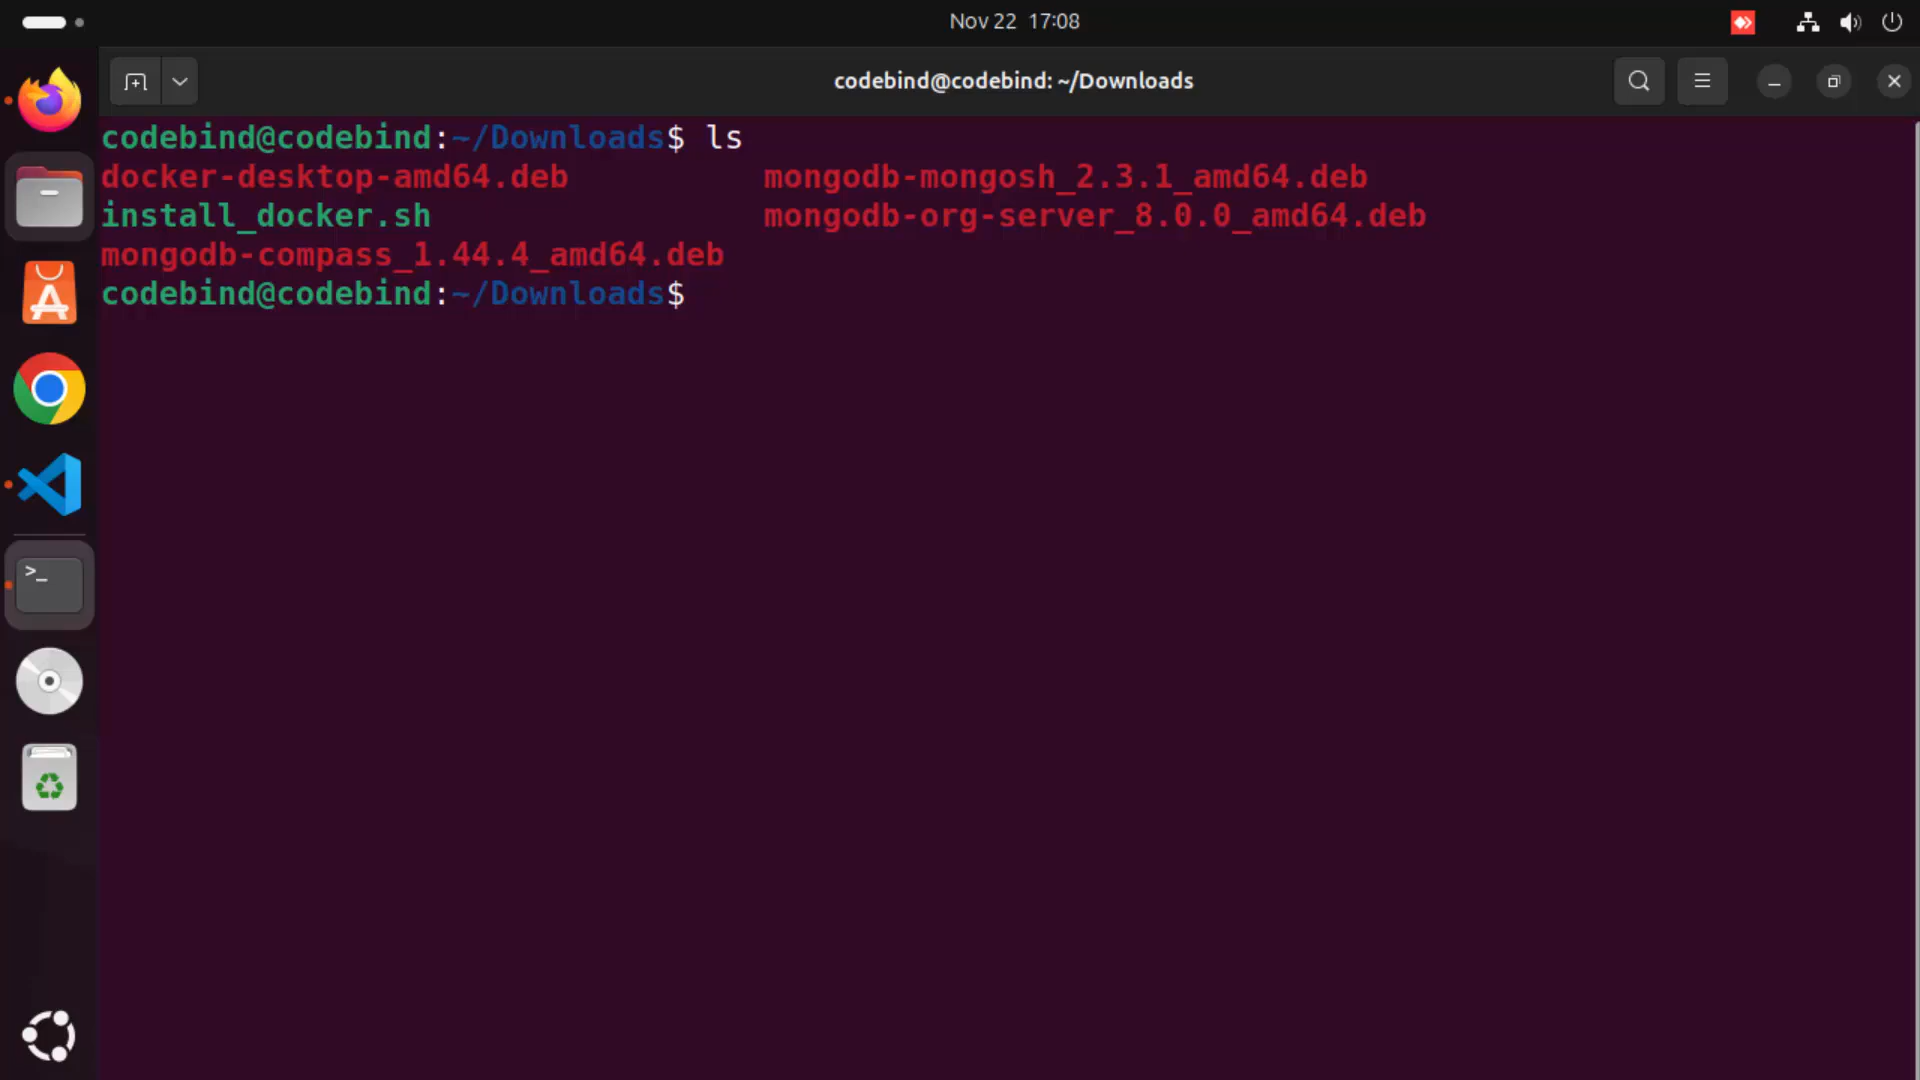 Nov 22 17:08
codebind@codebind: ~/Downloads
codebind@codebind:~/Downloads$ ls
docker-desktop-amd64.deb mongodb-mongosh_2.3.1_amd64.deb
install_docker.sh mongodb-org-server_8.0.0_amd64.deb
mongodb-compass_1.44.4_amd64.deb
codebind@codebind:~/Downloads$